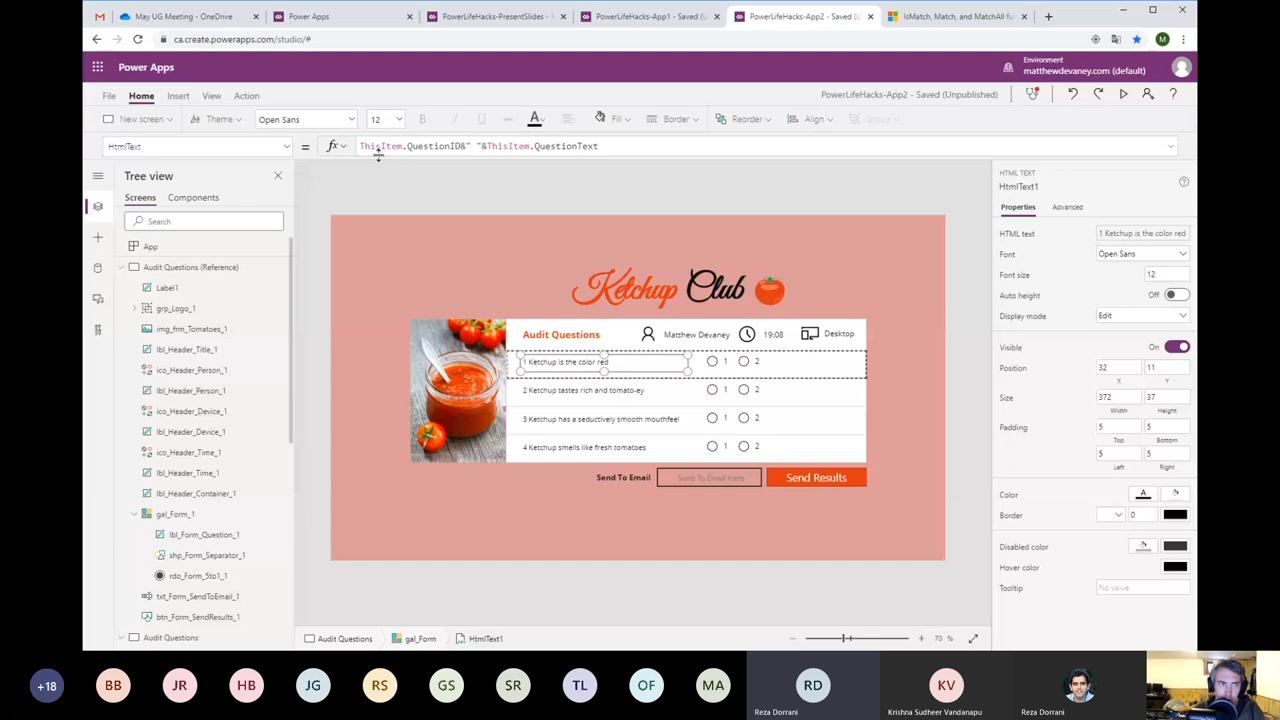 May UG Meeting - OneDrive
Power Apps
PowerLifeHacks-PresentSlides -
PowerLifeHacks-App1 - Saved (
PowerLifeHacks-App2 - Saved (
IsMatch, Match, and MatchAll fu
ca.create.powerapps.com/studio/#
M
Power Apps
Environment
matthewdevaney.com (default)
File Home Insert View Action
PowerLifeHacks-App2 - Saved (Unpublished)
New screen Theme Open Sans 12 B U A Fill Border Reorder Align Group
HtmlText = fx ThisItem.QuestionID&" "&ThisItem.QuestionText
Tree view
Screens Components
Search
App
Audit Questions (Reference)
Label1
grp_Logo_1
img_frm_Tomatoes_1
lbl_Header_Title_1
ico_Header_Person_1
lbl_Header_Person_1
ico_Header_Device_1
lbl_Header_Device_1
ico_Header_Time_1
lbl_Header_Time_1
lbl_Header_Container_1
gal_Form_1
lbl_Form_Question_1
shp_Form_Separator_1
rdo_Form_5to1_1
txt_Form_SendToEmail_1
btn_Form_SendResults_1
Audit Questions
Ketchup Club
Audit Questions Matthew Devaney 19:08 Desktop
1 Ketchup is the color red 1 2
2 Ketchup tastes rich and tomato-ey 1 2
3 Ketchup has a seductively smooth mouthfeel 1 2
4 Ketchup smells like fresh tomatoes 1 2
Send To Email Send To Email Here Send Results
Audit Questions gal_Form HtmlText1
70 %
HTML TEXT
HtmlText1
Properties Advanced
HTML text 1 Ketchup is the color red
Font Open Sans
Font size 12
Auto height Off
Display mode Edit
Visible On
Position 32 11
X Y
Size 372 37
Width Height
Padding 5 5
Top Bottom
5 5
Left Right
Color A
Border 0
Disabled color
Hover color
Tooltip No value
+18 BB JR HB JG RS GS SR TL OF MA RD KV
Reza Dorrani Krishna Sudheer Vandanapu Reza Dorrani